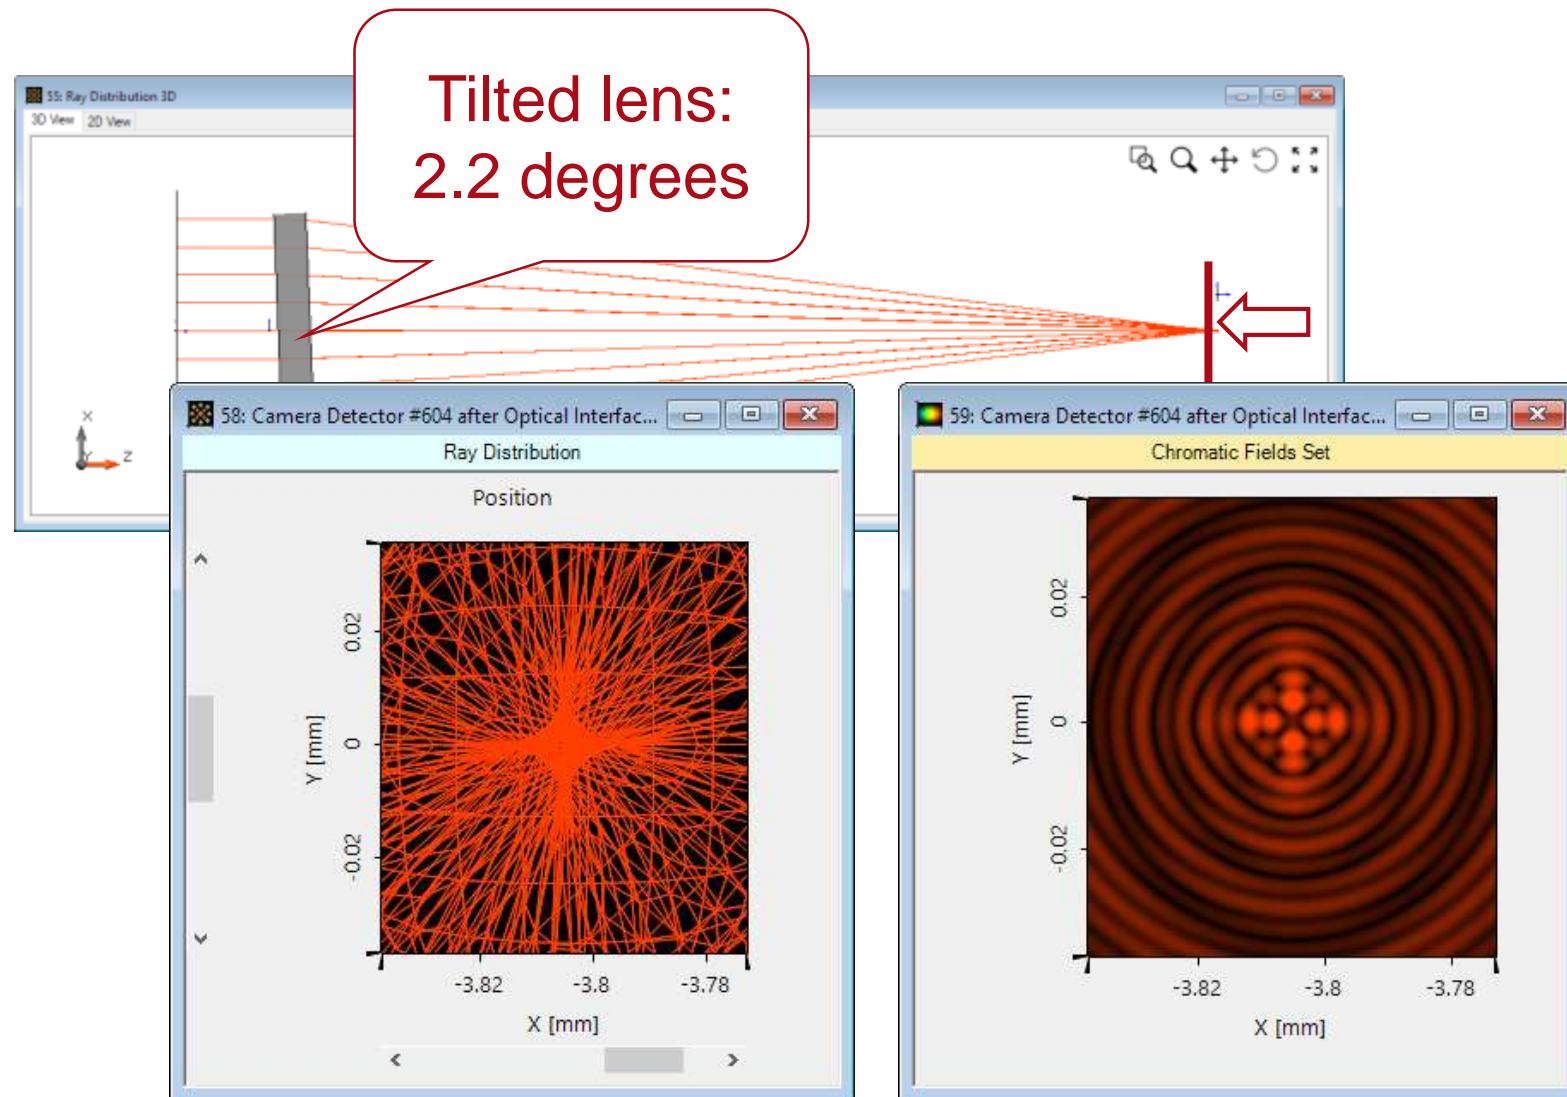 Tilted lens:
2.2 degrees
55: Ray Distribution 3D
3D View 2D View
X
Y
Z
58: Camera Detector #604 after Optical Interfac...
Ray Distribution
Position
0.02
0
-0.02
Y [mm]
-3.82 -3.8 -3.78
X [mm]
59: Camera Detector #604 after Optical Interfac...
Chromatic Fields Set
0.02
0
-0.02
Y [mm]
-3.82 -3.8 -3.78
X [mm]